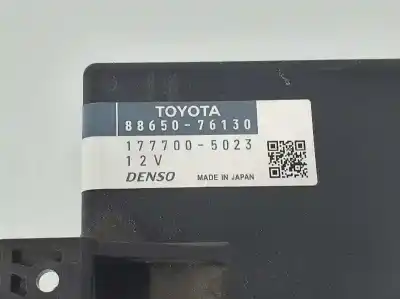 TOYOTA
88650-76130
177700-5023
12V
DENSO MADE IN JAPAN